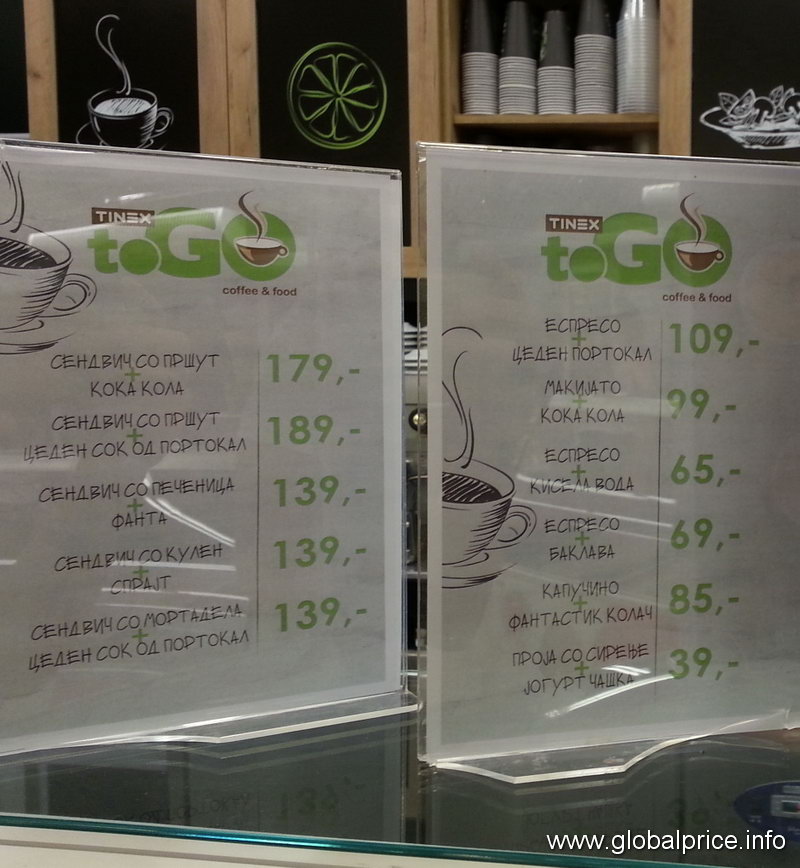 TINEX
toGO
coffee & food
СЕНДВИЧ СО ПРШУТ
+
КОКА КОЛА
179,-
СЕНДВИЧ СО ПРШУТ
+
ЦЕДЕН СОК ОД ПОРТОКАЛ
189,-
СЕНДВИЧ СО ПЕЧЕНИЦА
+
ФАНТА
139,-
СЕНДВИЧ СО КУЛЕН
+
СПРАЈТ
139,-
СЕНДВИЧ СО МОРТАДЕЛА
+
ЦЕДЕН СОК ОД ПОРТОКАЛ
139,-
TINEX
toGO
coffee & food
ЕСПРЕСО
+
ЦЕДЕН ПОРТОКАЛ
109,-
МАКИЈАТО
+
КОКА КОЛА
99,-
ЕСПРЕСО
+
КИСЕЛА ВОДА
65,-
ЕСПРЕСО
+
БАКЛАВА
69,-
КАПУЧИНО
+
ФАНТАСТИК КОЛАЧ
85,-
ПРОЈА СО СИРЕЊЕ
+
ЈОГУРТ ЧАШКА
39,-
www.globalprice.info